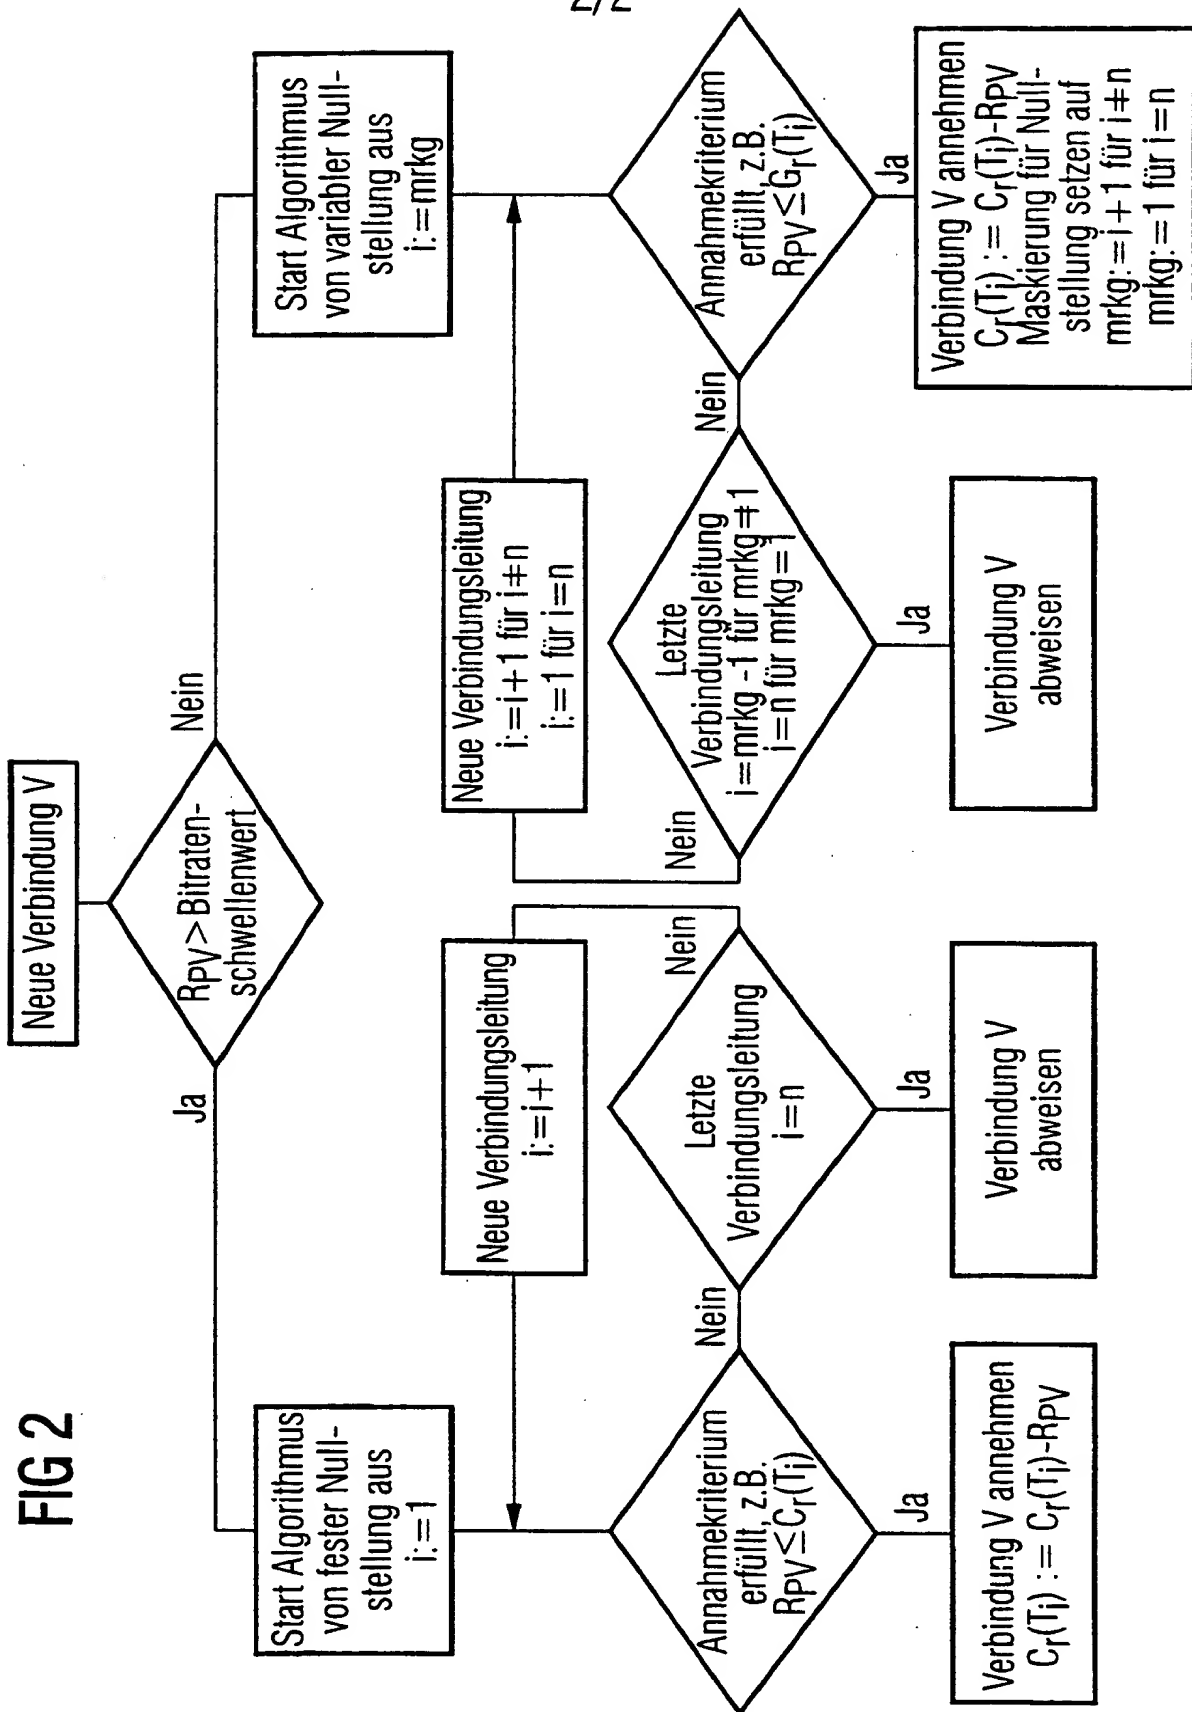 2/2
FIG 2
Neue Verbindung V
RPV>Bitraten-
schwellenwert
Ja
Nein
Start Algorithmus
von fester Null-
stellung aus
i:=1
Start Algorithmus
von variabler Null-
stellung aus
i:=mrkg
Neue Verbindungsleitung
i:=i+1
Neue Verbindungsleitung
i:=i+1 für i≠n
i:=1 für i=n
Annahmekriterium
erfüllt, z.B.
RPV≤Cr(Ti)
Nein
Letzte
Verbindungsleitung
i=n
Nein
Nein
Letzte
Verbindungsleitung
i=mrkg -1 für mrkg≠1
i=n für mrkg=1
Nein
Annahmekriterium
erfüllt, z.B.
RPV≤Gr(Ti)
Ja
Ja
Ja
Ja
Verbindung V annehmen
Cr(Ti) := Cr(Ti)-RPV
Verbindung V
abweisen
Verbindung V
abweisen
Verbindung V annehmen
Cr(Ti) := Cr(Ti)-RPV
Maskierung für Null-
stellung setzen auf
mrkg:=i+1 für i≠n
mrkg:=1 für i=n